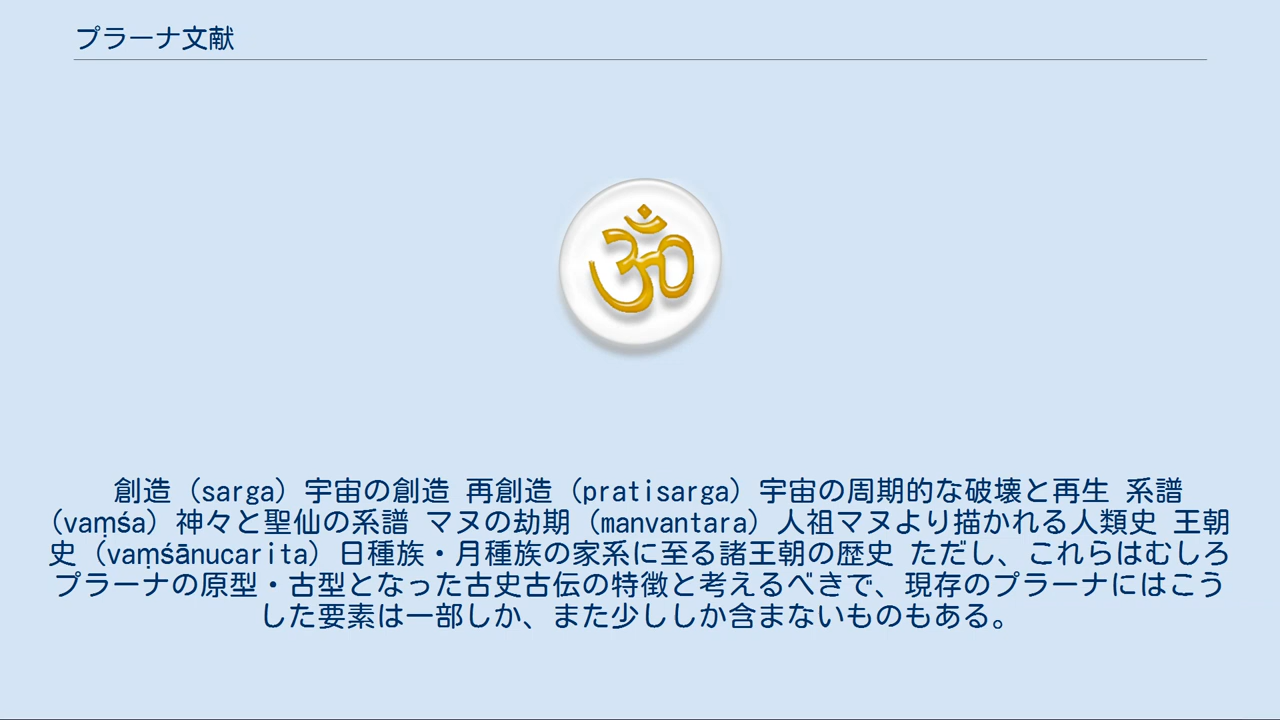 プラーナ文献
ॐ
創造（sarga）宇宙の創造 再創造（pratisarga）宇宙の周期的な破壊と再生 系譜
（vaṃśa）神々と聖仙の系譜 マヌの劫期（manvantara）人祖マヌより描かれる人類史 王朝
史（vaṃśānucarita）日種族・月種族の家系に至る諸王朝の歴史 ただし、これらはむしろ
プラーナの原型・古型となった古史古伝の特徴と考えるべきで、現存のプラーナにはこう
した要素は一部しか、また少ししか含まないものもある。